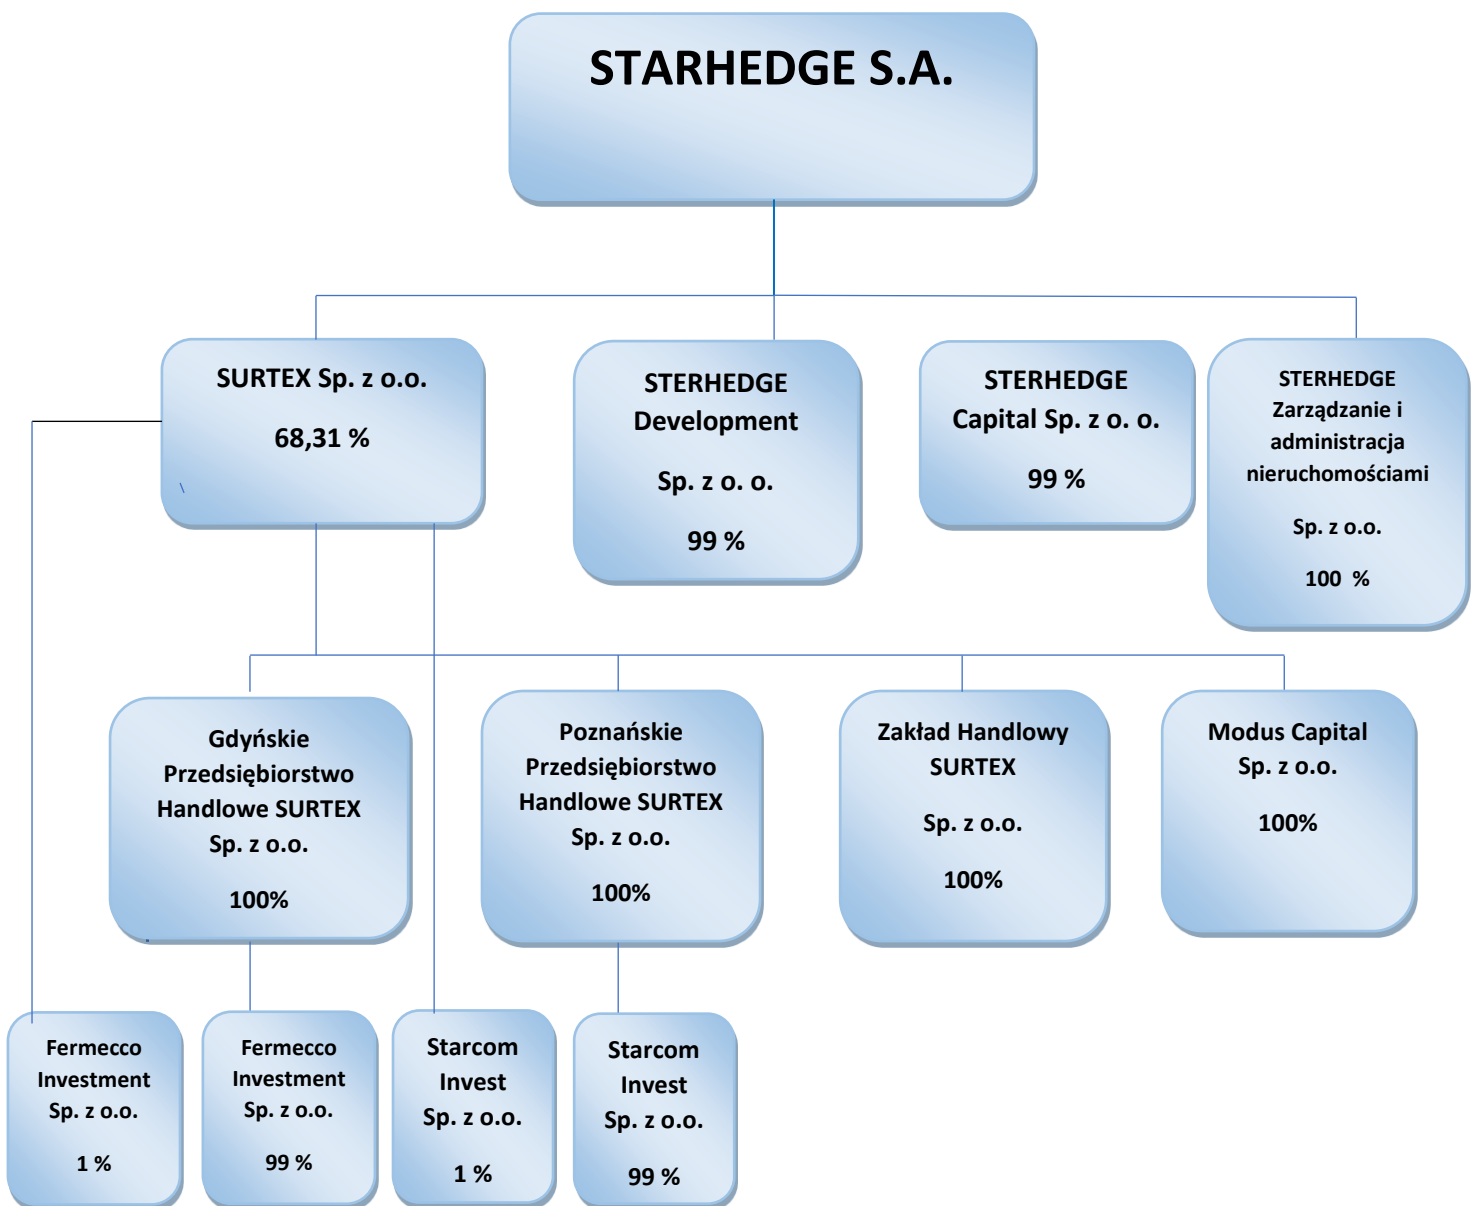 STARHEDGE S.A.
SURTEX Sp. z o.o.
68,31 %
\
STERHEDGE
Development
Sp. z o. o.
99 %
STERHEDGE
Capital Sp. z o. o.
99 %
STERHEDGE
Zarządzanie i
administracja
nieruchomościami
Sp. z o.o.
100 %
Gdyńskie
Przedsiębiorstwo
Handlowe SURTEX
Sp. z o.o.
100%
Poznańskie
Przedsiębiorstwo
Handlowe SURTEX
Sp. z o.o.
100%
Zakład Handlowy
SURTEX
Sp. z o.o.
100%
Modus Capital
Sp. z o.o.
100%
Fermecco
Investment
Sp. z o.o.
1 %
Fermecco
Investment
Sp. z o.o.
99 %
Starcom
Invest
Sp. z o.o.
1 %
Starcom
Invest
Sp. z o.o.
99 %